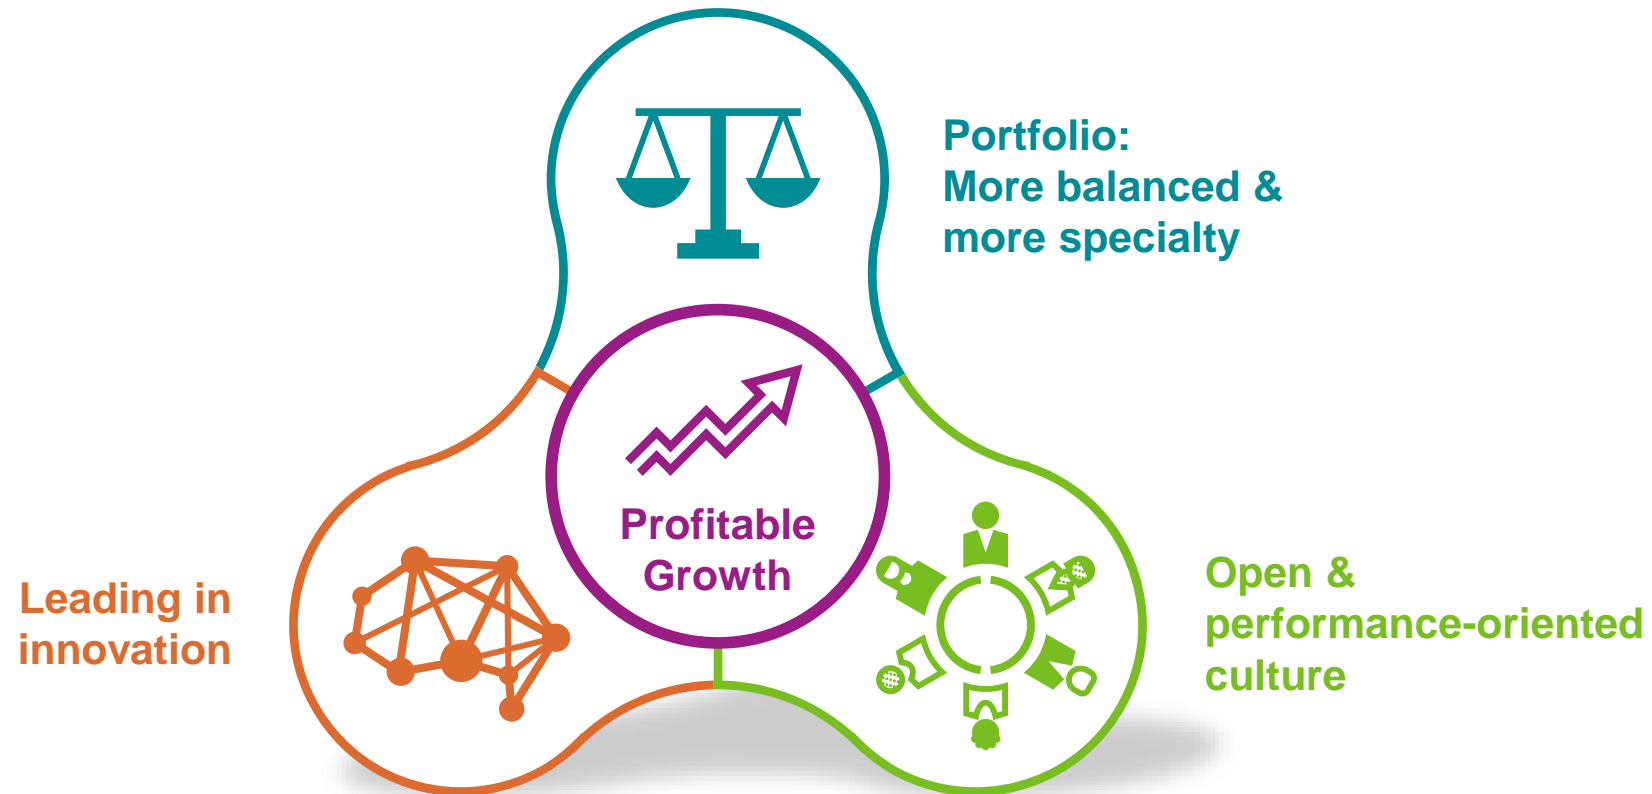 Portfolio:
More balanced &
more specialty
Profitable
Growth
Leading in
innovation
Open &
performance-oriented
culture